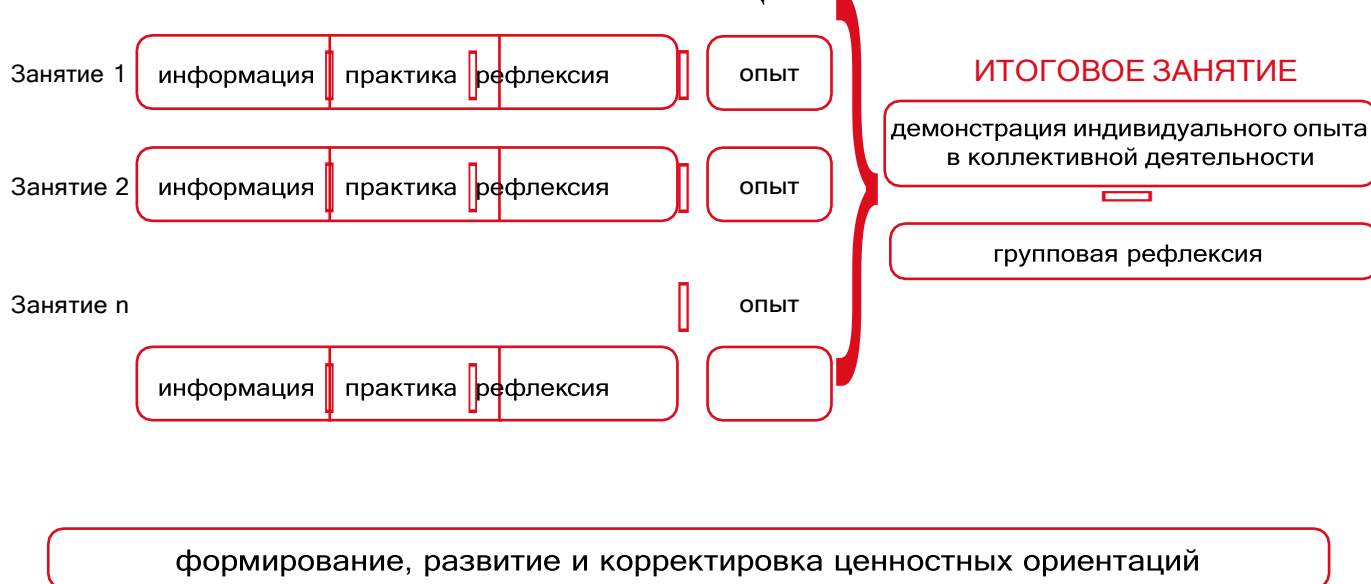 Занятие 1
информация
практика
рефлексия
опыт
Занятие 2
информация
практика
рефлексия
опыт
Занятие n
опыт
информация
практика
рефлексия
ИТОГОВОЕ ЗАНЯТИЕ
демонстрация индивидуального опыта
в коллективной деятельности
групповая рефлексия
формирование, развитие и корректировка ценностных ориентаций